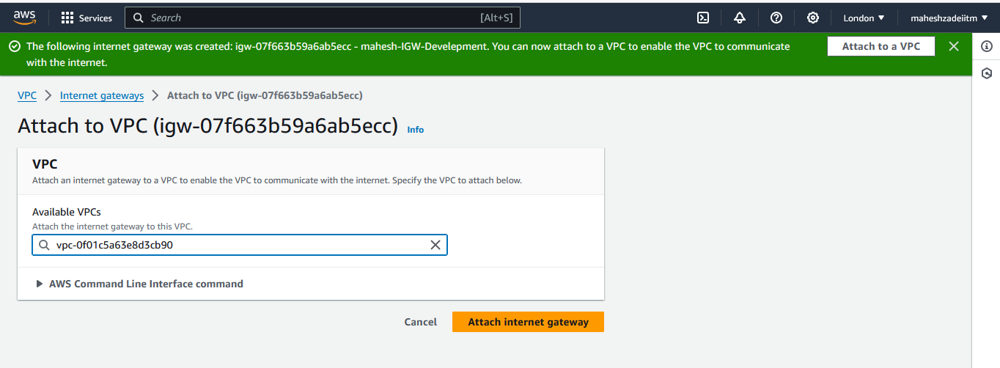 aws Services Search [Alt+S] London maheshzadeiitm
The following internet gateway was created: igw-07f663b59a6ab5ecc - mahesh-IGW-Develepment. You can now attach to a VPC to enable the VPC to communicate
with the internet.
Attach to a VPC
VPC Internet gateways Attach to VPC (igw-07f663b59a6ab5ecc)
Attach to VPC (igw-07f663b59a6ab5ecc) Info
VPC
Attach an internet gateway to a VPC to enable the VPC to communicate with the internet. Specify the VPC to attach below.
Available VPCs
Attach the internet gateway to this VPC.
vpc-0f01c5a63e8d3cb90
AWS Command Line Interface command
Cancel Attach internet gateway